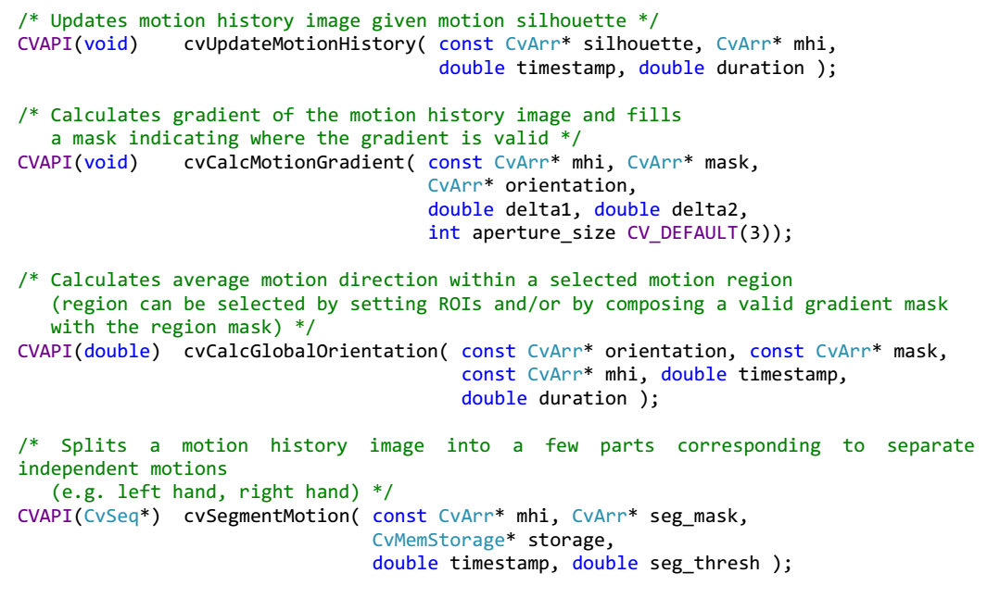 /* Updates motion history image given motion silhouette */
CVAPI(void)    cvUpdateMotionHistory( const CvArr* silhouette, CvArr* mhi,
                                      double timestamp, double duration );

/* Calculates gradient of the motion history image and fills
   a mask indicating where the gradient is valid */
CVAPI(void)    cvCalcMotionGradient( const CvArr* mhi, CvArr* mask,
                                     CvArr* orientation,
                                     double delta1, double delta2,
                                     int aperture_size CV_DEFAULT(3));

/* Calculates average motion direction within a selected motion region
   (region can be selected by setting ROIs and/or by composing a valid gradient mask
   with the region mask) */
CVAPI(double)  cvCalcGlobalOrientation( const CvArr* orientation, const CvArr* mask,
                                        const CvArr* mhi, double timestamp,
                                        double duration );

/* Splits a motion history image into a few parts corresponding to separate
independent motions
   (e.g. left hand, right hand) */
CVAPI(CvSeq*)  cvSegmentMotion( const CvArr* mhi, CvArr* seg_mask,
                                CvMemStorage* storage,
                                double timestamp, double seg_thresh );